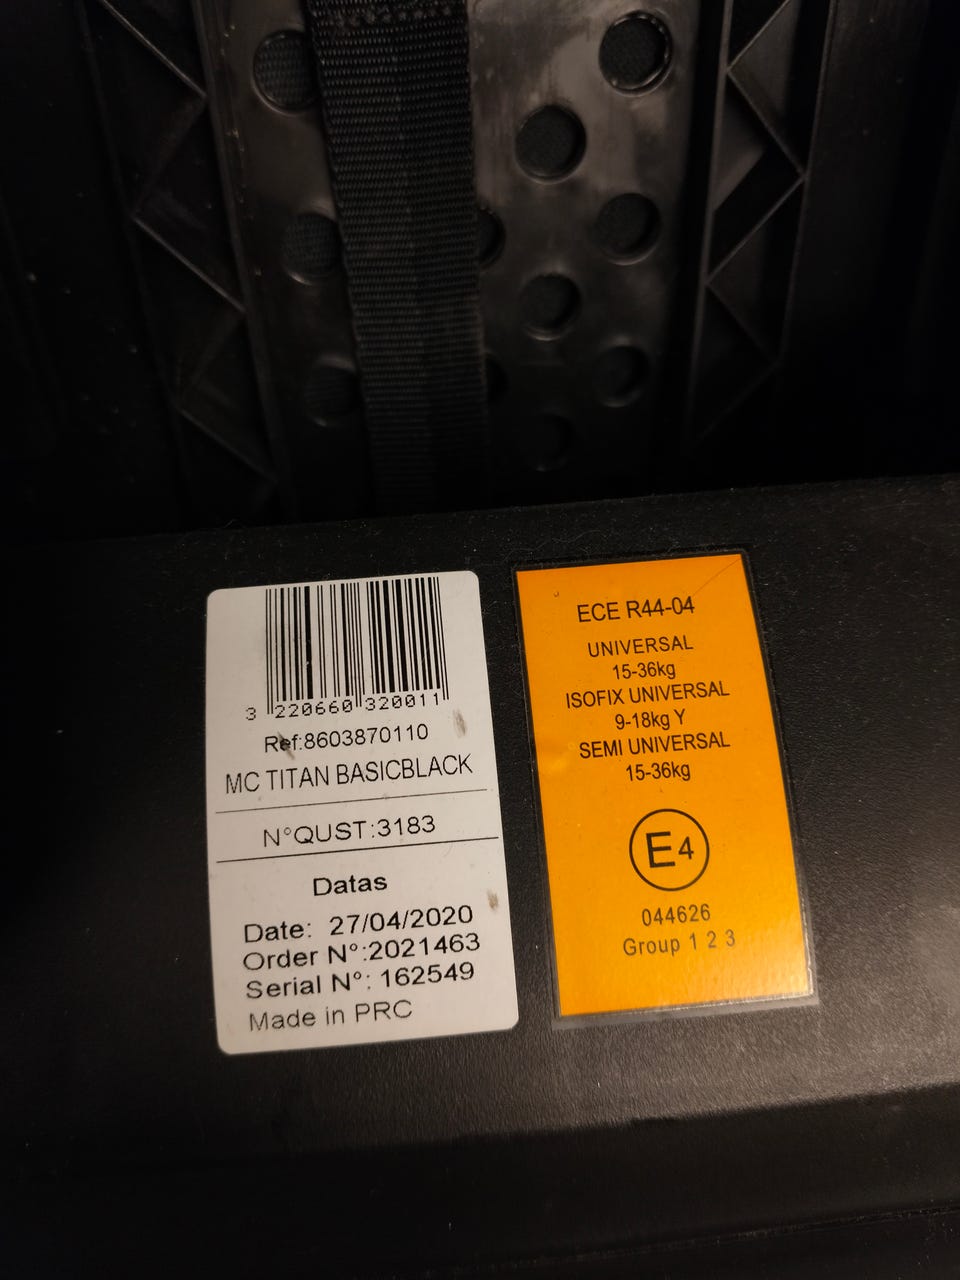 3 220660 320011
Ref:8603870110
MC TITAN BASICBLACK
N°QUST:3183
Datas
Date: 27/04/2020
Order N°:2021463
Serial N°: 162549
Made in PRC
ECE R44-04
UNIVERSAL
15-36kg
ISOFIX UNIVERSAL
9-18kg Y
SEMI UNIVERSAL
15-36kg
E4
044626
Group 1 2 3